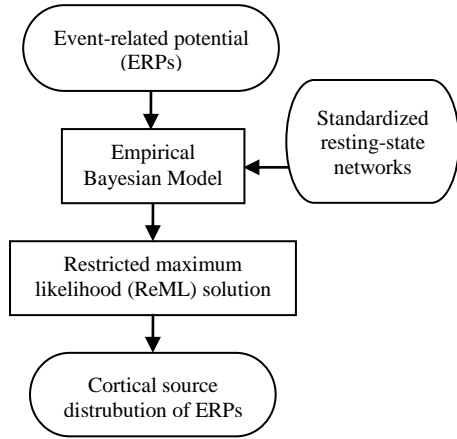 Event-related potential
(ERPs)
Standardized
resting-state
networks
Empirical
Bayesian Model
Restricted maximum
likelihood (ReML) solution
Cortical source
distrubution of ERPs